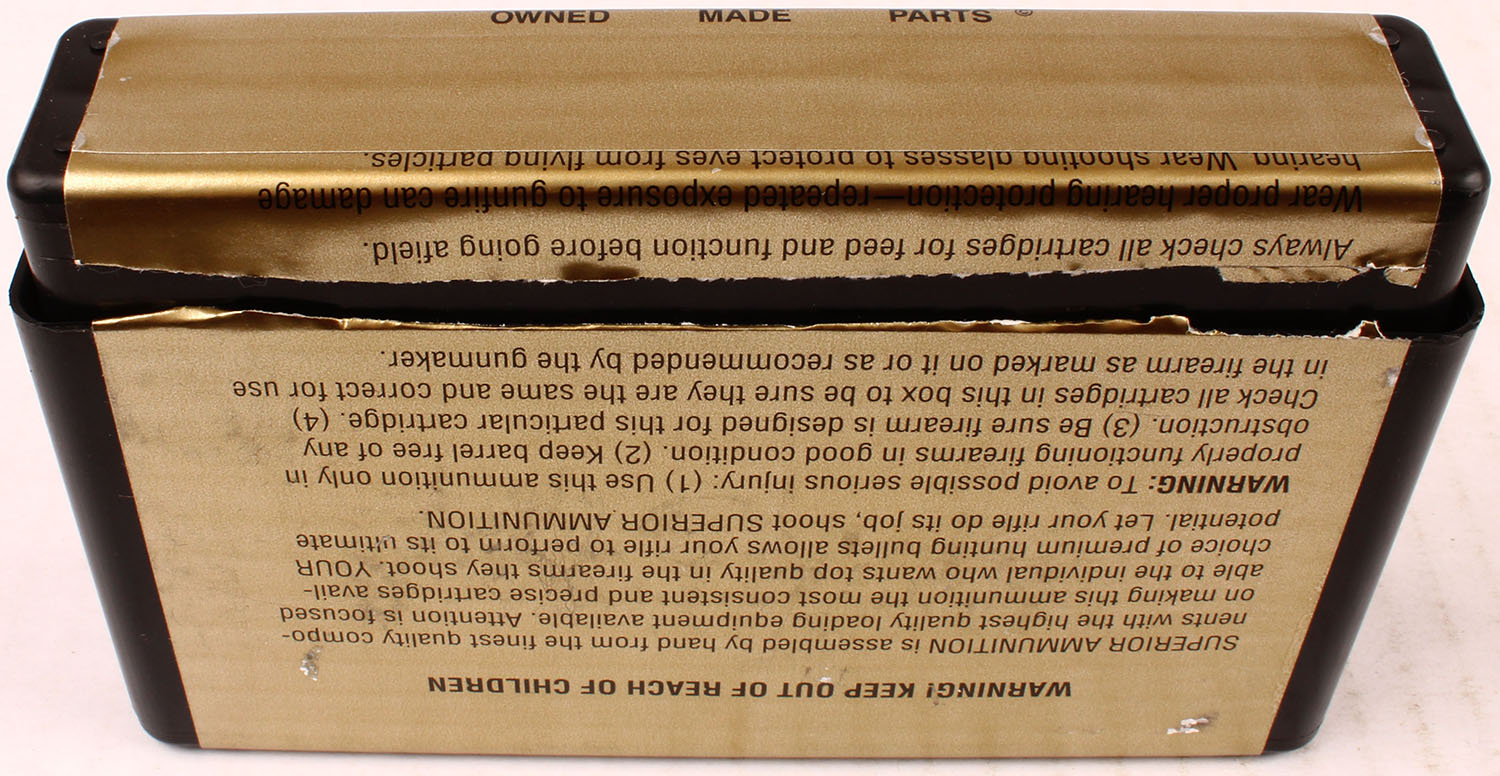 OWNED MADE PARTS ©
WARNING! KEEP OUT OF REACH OF CHILDREN
SUPERIOR AMMUNITION is assembled by hand from the finest quality compo-
nents with the highest quality loading equipment available. Attention is focused
on making this ammunition the most consistent and precise cartridges avail-
able to the individual who wants top quality in the firearms they shoot. YOUR
choice of premium hunting bullets allows your rifle to perform to its ultimate
potential. Let your rifle do its job, shoot SUPERIOR AMMUNITION.
WARNING: To avoid possible serious injury: (1) Use this ammunition only in
properly functioning firearms in good condition. (2) Keep barrel free of any
obstruction. (3) Be sure firearm is designed for this particular cartridge. (4)
Check all cartridges in this box to be sure they are the same and correct for use
in the firearm as marked on it or as recommended by the gunmaker.
Always check all cartridges for feed and function before going afield.
Wear proper hearing protection—repeated exposure to gunfire can damage
hearing. Wear shooting glasses to protect eyes from flying particles.